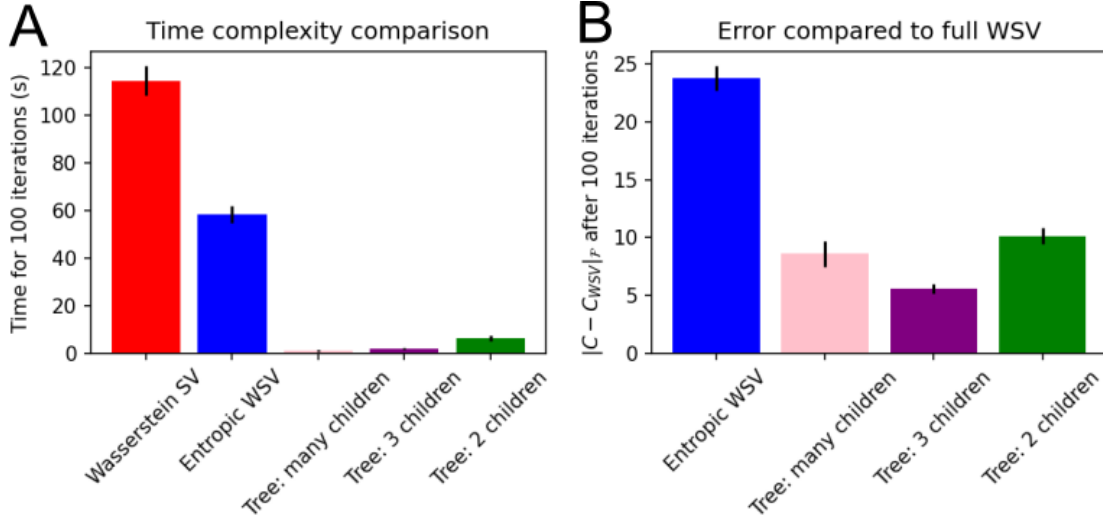 A
Time complexity comparison
Time for 100 iterations (s)
120
100
80
60
40
20
0
Wasserstein SV
Entropic WSV
Tree: many children
Tree: 3 children
Tree: 2 children
B
Error compared to full WSV
|C − C_{WSV}|_ℱ after 100 iterations
25
20
15
10
5
0
Entropic WSV
Tree: many children
Tree: 3 children
Tree: 2 children